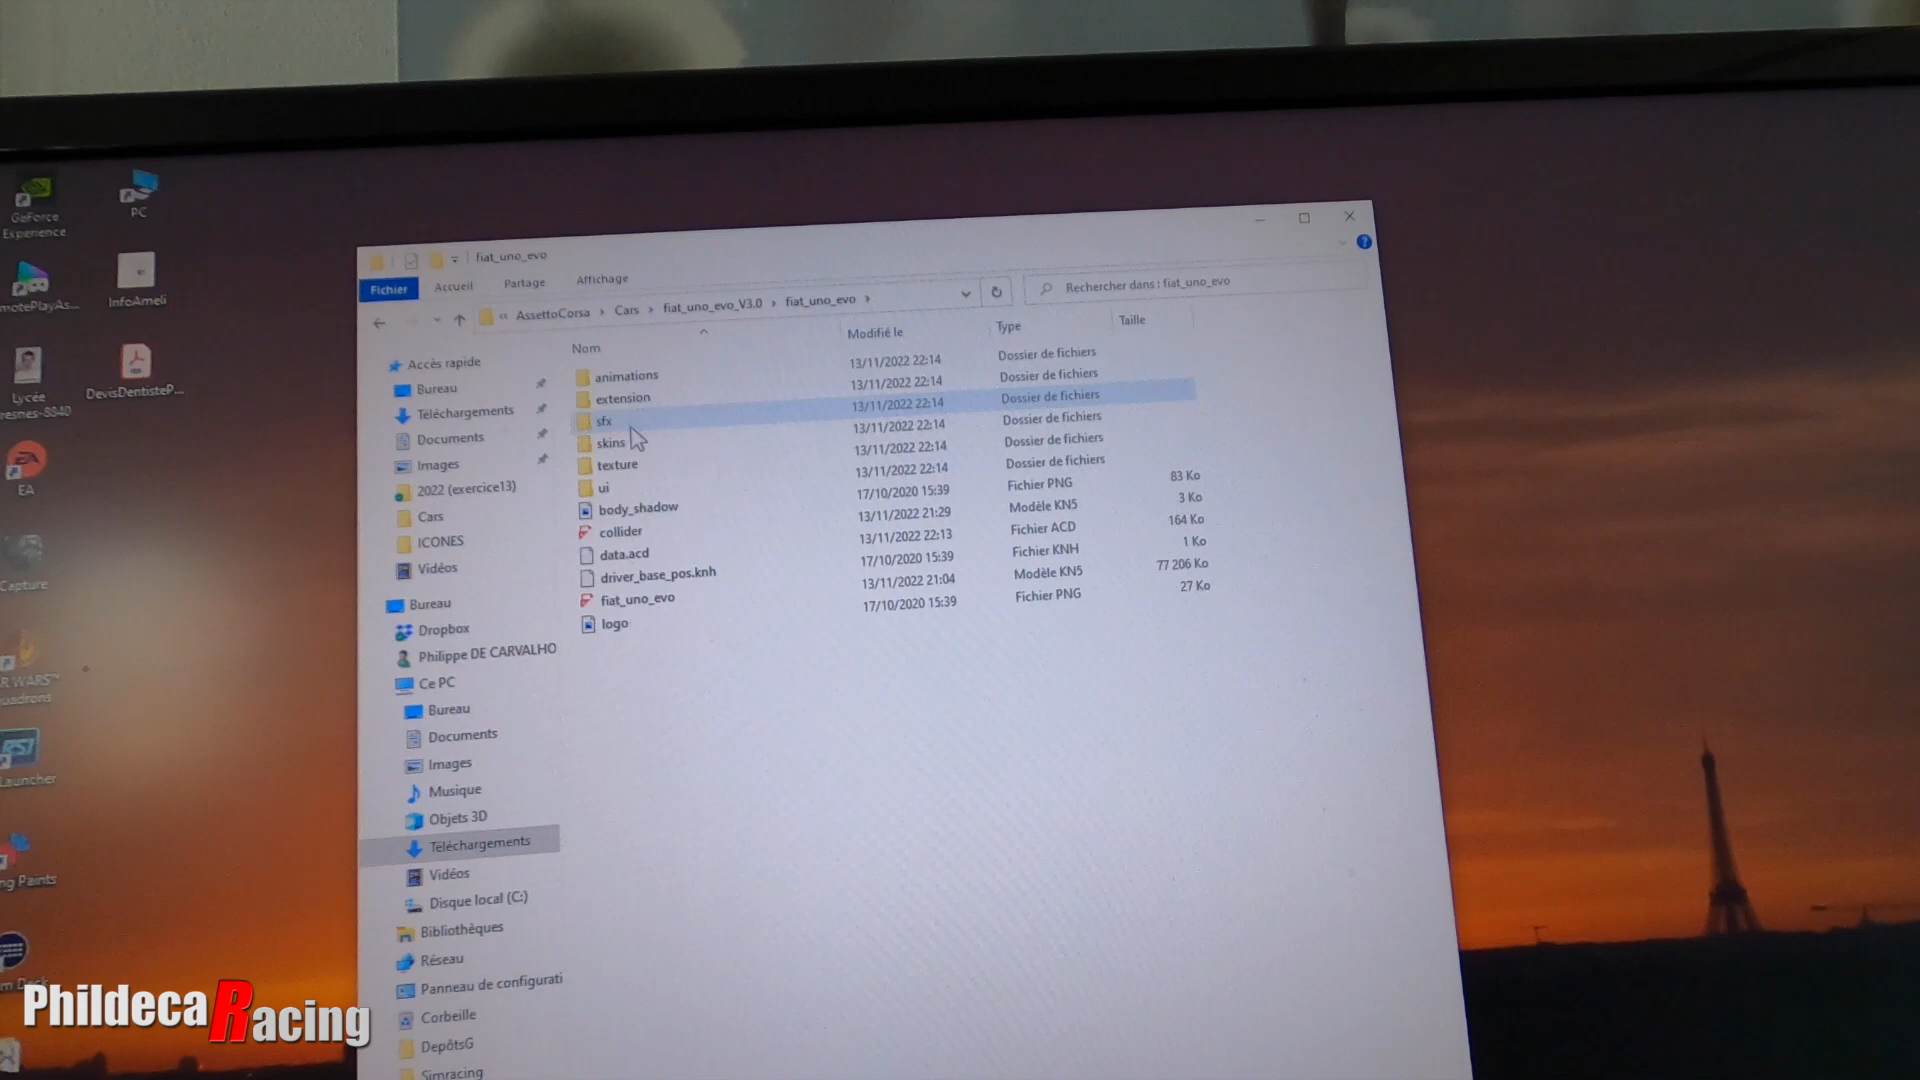 GeForce
Experience
PC
InfoAmeli
Lycée
DevisDentisteP...
EA
Capture
Launcher
fiat_uno_evo
Fichier
Accueil
Partage
Affichage
« AssettoCorsa > Cars > fiat_uno_evo_V3.0 > fiat_uno_evo >
Rechercher dans : fiat_uno_evo
Nom
Modifié le
Type
Taille
Accès rapide
Bureau
Téléchargements
Documents
Images
2022 (exercice13)
Cars
ICONES
Vidéos
Bureau
Dropbox
Philippe DE CARVALHO
Ce PC
Bureau
Documents
Images
Musique
Objets 3D
Téléchargements
Vidéos
Disque local (C:)
Bibliothèques
Réseau
Panneau de configurati
Corbeille
DepôtsG
Simracing
animations 13/11/2022 22:14 Dossier de fichiers
extension 13/11/2022 22:14 Dossier de fichiers
sfx 13/11/2022 22:14 Dossier de fichiers
skins 13/11/2022 22:14 Dossier de fichiers
texture 13/11/2022 22:14 Dossier de fichiers
ui 13/11/2022 22:14 Dossier de fichiers
body_shadow 17/10/2020 15:39 Fichier PNG 83 Ko
collider 13/11/2022 21:29 Modèle KN5 3 Ko
data.acd 13/11/2022 22:13 Fichier ACD 164 Ko
driver_base_pos.knh 17/10/2020 15:39 Fichier KNH 1 Ko
fiat_uno_evo 13/11/2022 21:04 Modèle KN5 77 206 Ko
logo 17/10/2020 15:39 Fichier PNG 27 Ko
Phildeca Racing